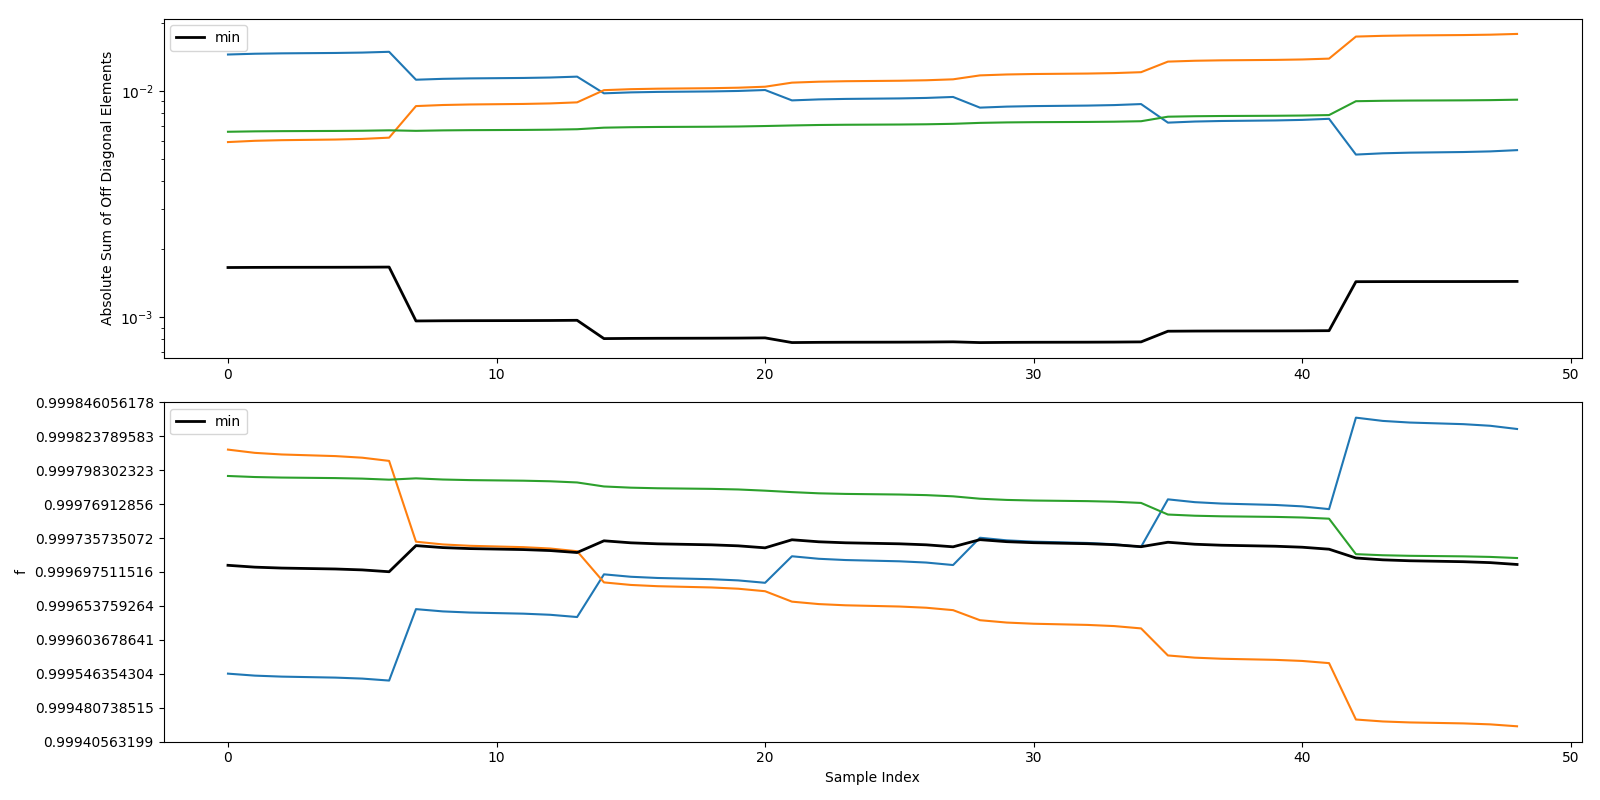 Absolute Sum of Off Diagonal Elements
min
10^{-2}
10^{-3}
0 10 20 30 40 50
f
min
0.999846056178
0.999823789583
0.999798302323
0.99976912856
0.999735735072
0.999697511516
0.999653759264
0.999603678641
0.999546354304
0.999480738515
0.99940563199
0 10 20 30 40 50
Sample Index